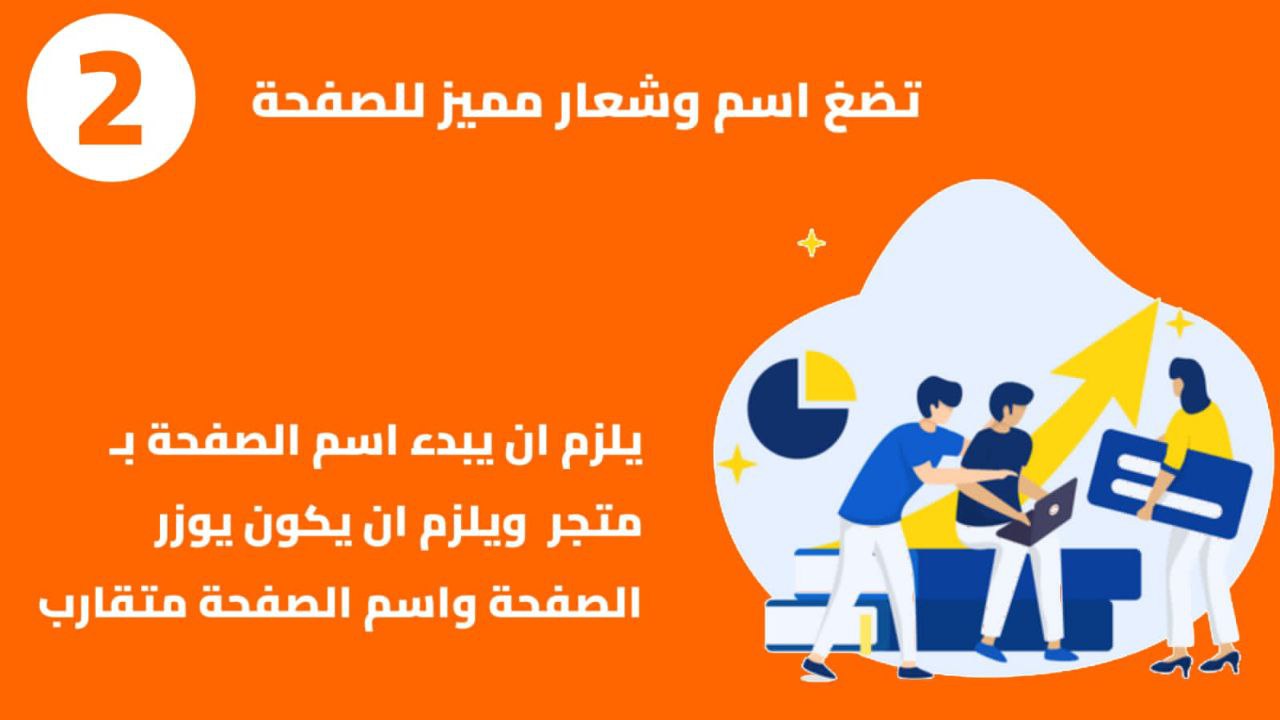 2
تضغ اسم وشعار مميز للصفحة
يلزم ان يبدء اسم الصفحة بـ
متجر ويلزم ان يكون يوزر
الصفحة واسم الصفحة متقارب